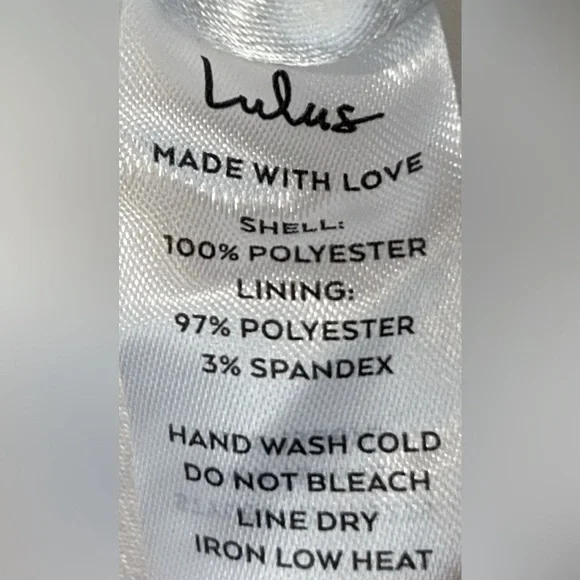 Lulus
MADE WITH LOVE
SHELL:
100% POLYESTER
LINING:
97% POLYESTER
3% SPANDEX
HAND WASH COLD
DO NOT BLEACH
LINE DRY
IRON LOW HEAT